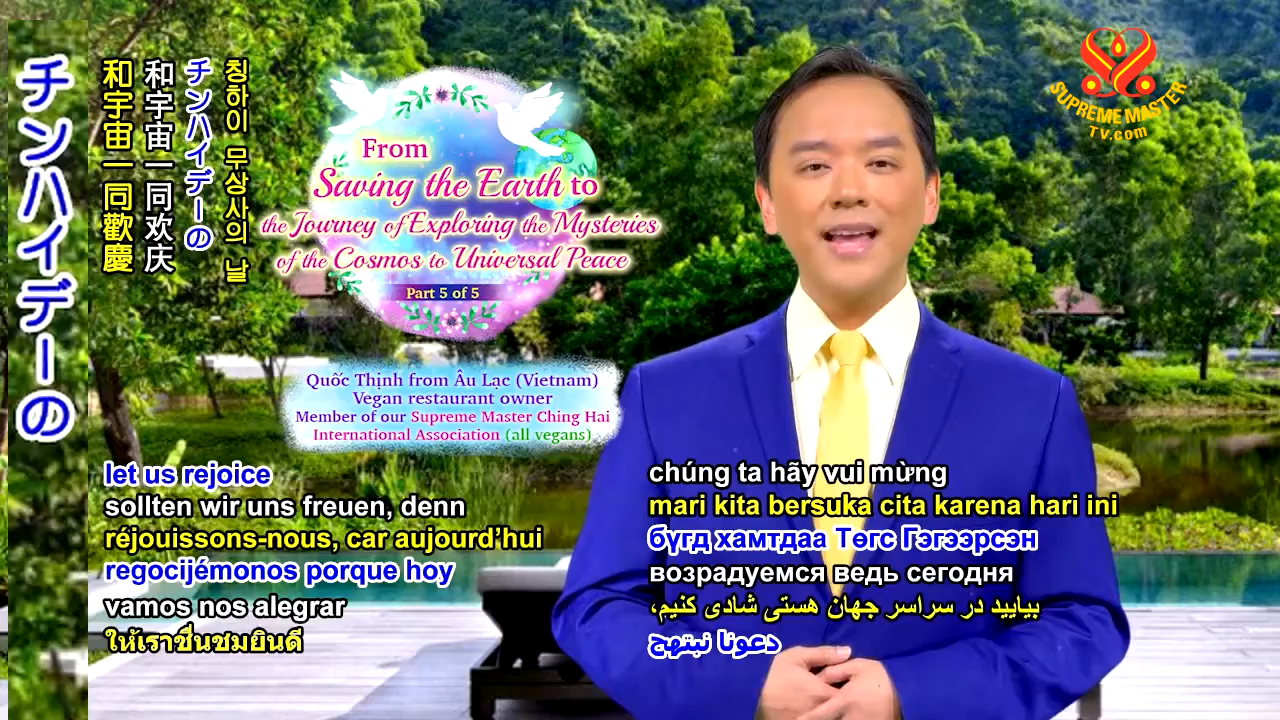 チンハイデーの
和宇宙一同歡慶
和宇宙一同欢庆
チンハイデーの
칭하이 무상사의 날
From
Saving the Earth to
the Journey of Exploring the Mysteries
of the Cosmos to Universal Peace
Part 5 of 5
Quốc Thịnh from Âu Lạc (Vietnam)
Vegan restaurant owner
Member of our Supreme Master Ching Hai
International Association (all vegans)
SUPREME MASTER
TV.com
let us rejoice
sollten wir uns freuen, denn
réjouissons-nous, car aujourd’hui
regocijémonos porque hoy
vamos nos alegrar
ให้เราชื่นชมยินดี
chúng ta hãy vui mừng
mari kita bersuka cita karena hari ini
бүгд хамтдаа Төгс Гэгээрсэн
возрадуемся ведь сегодня
بیایید در سراسر جهان هستی شادی کنیم،
دعونا نبتهج